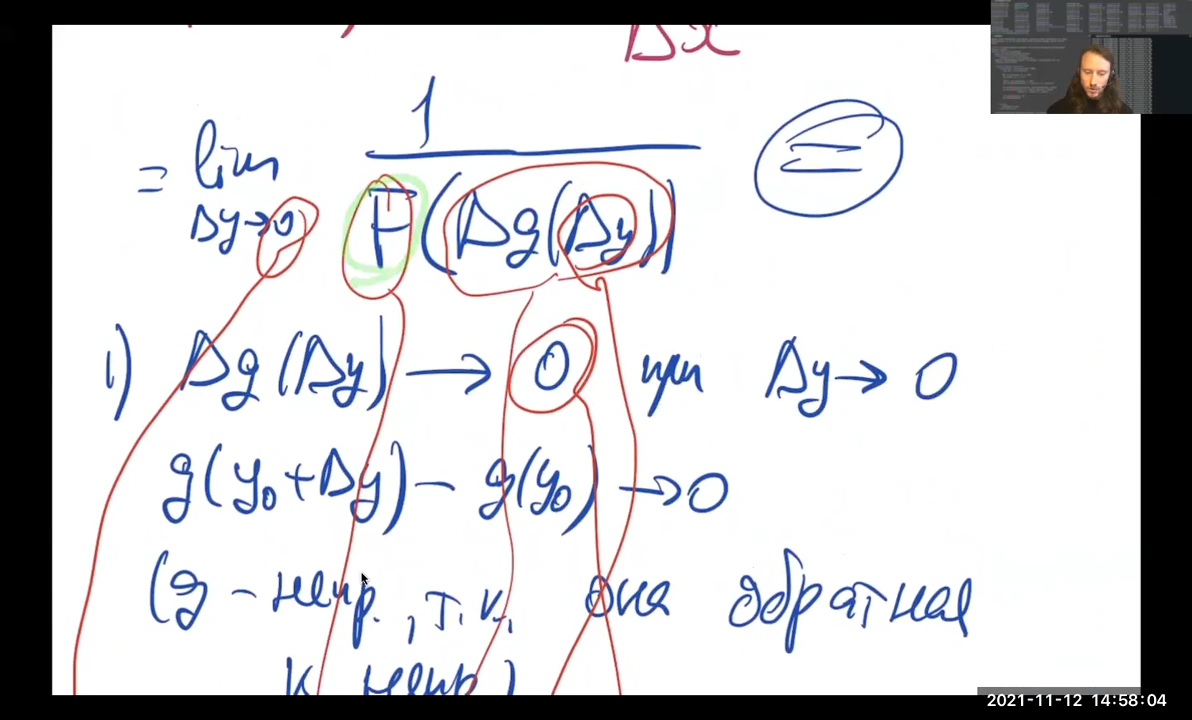 Δx
1
= lim F(Δg(Δy)) =
Δy→0
1) Δg(Δy) → 0 при Δy → 0
g(y₀+Δy) - g(y₀) → 0
(g - непр., т.к. она обратная
к непр.)
2021-11-12 14:58:04